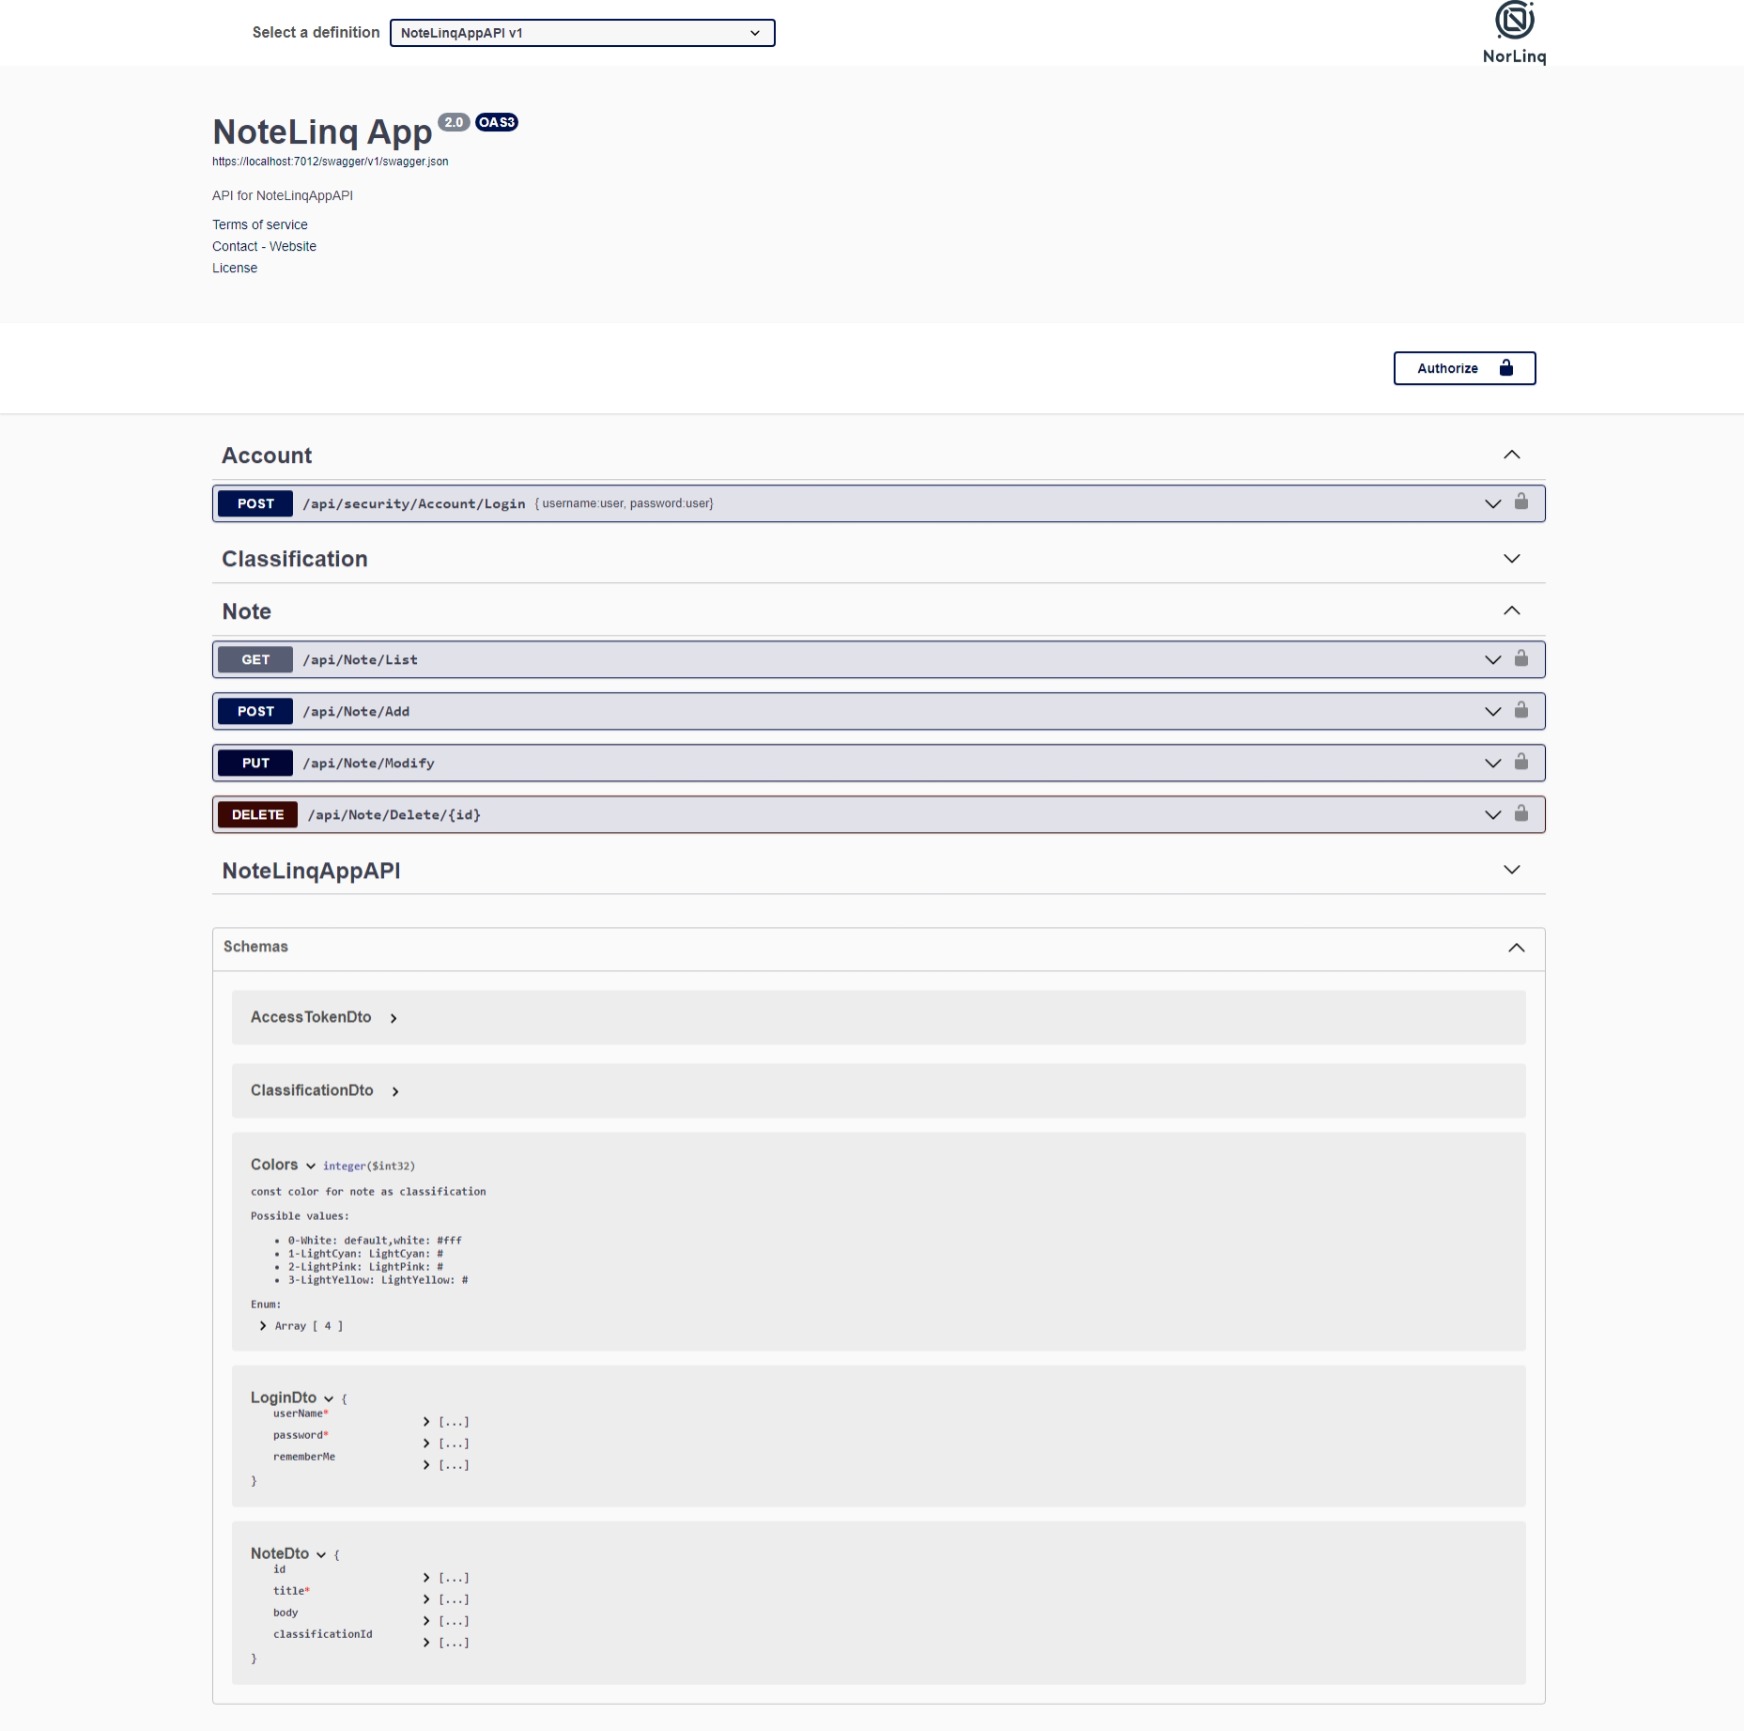 Select a definition NoteLinqAppAPI v1
NorLinq
NoteLinq App 2.0 OAS3
https://localhost:7012/swagger/v1/swagger.json
API for NoteLinqAppAPI
Terms of service
Contact - Website
License
Authorize
Account
POST /api/security/Account/Login { username:user, password:user}
Classification
Note
GET /api/Note/List
POST /api/Note/Add
PUT /api/Note/Modify
DELETE /api/Note/Delete/{id}
NoteLinqAppAPI
Schemas
AccessTokenDto
ClassificationDto
Colors integer($int32)
const color for note as classification
Possible values:
• 0-White: default,white: #fff
• 1-LightCyan: LightCyan: #
• 2-LightPink: LightPink: #
• 3-LightYellow: LightYellow: #
Enum:
Array [ 4 ]
LoginDto {
userName* [...]
password* [...]
rememberMe [...]
}
NoteDto {
id [...]
title* [...]
body [...]
classificationId [...]
}